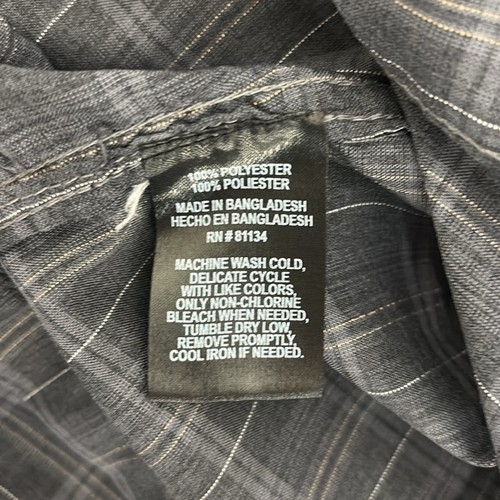 100% POLYESTER
100% POLIESTER
MADE IN BANGLADESH
HECHO EN BANGLADESH
RN # 81134
MACHINE WASH COLD,
DELICATE CYCLE
WITH LIKE COLORS,
ONLY NON-CHLORINE
BLEACH WHEN NEEDED,
TUMBLE DRY LOW,
REMOVE PROMPTLY,
COOL IRON IF NEEDED.